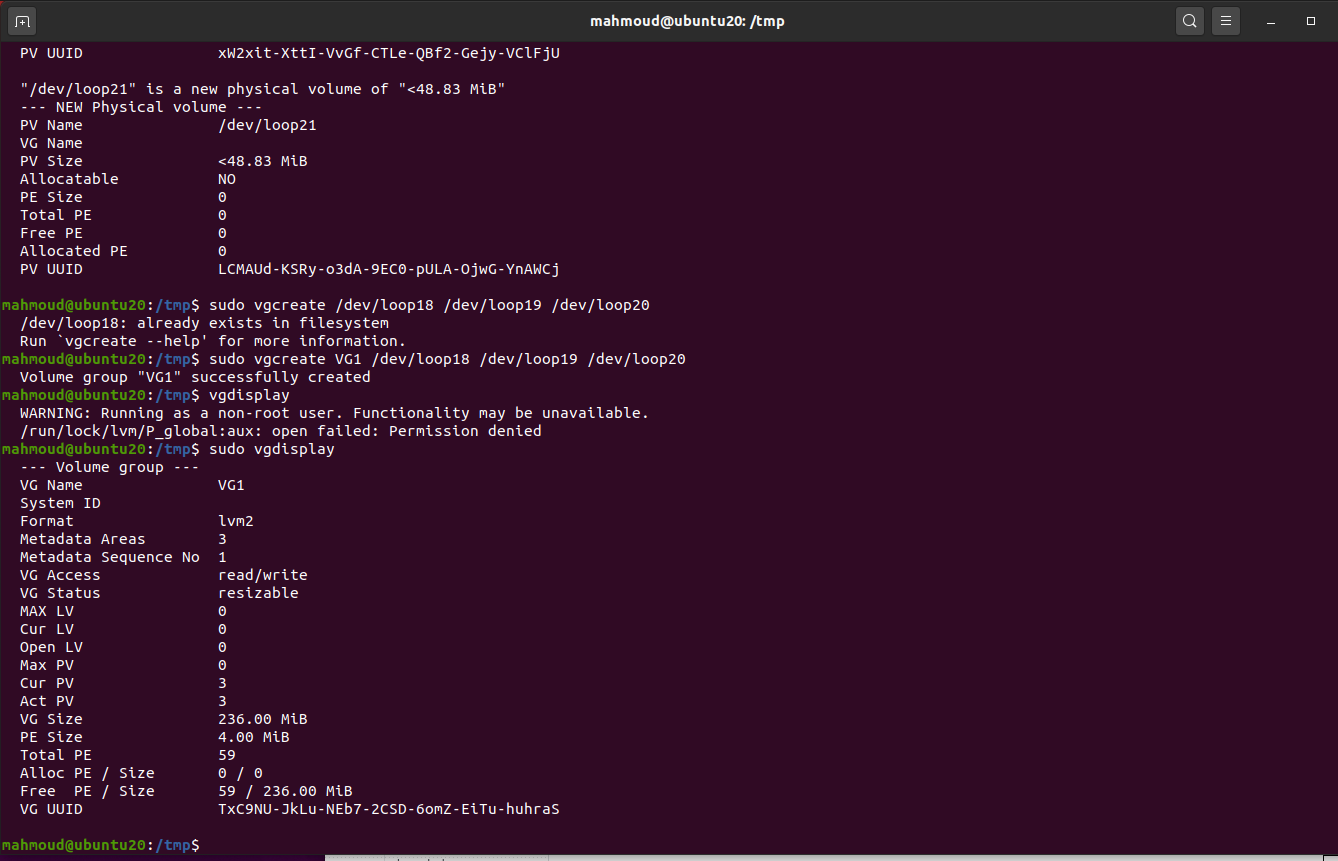 mahmoud@ubuntu20: /tmp
PV UUID xW2xit-XttI-VvGf-CTLe-QBf2-Gejy-VClFjU
"/dev/loop21" is a new physical volume of "<48.83 MiB"
--- NEW Physical volume ---
PV Name /dev/loop21
VG Name
PV Size <48.83 MiB
Allocatable NO
PE Size 0
Total PE 0
Free PE 0
Allocated PE 0
PV UUID LCMAUd-KSRy-o3dA-9EC0-pULA-OjwG-YnAWCj
mahmoud@ubuntu20:/tmp$ sudo vgcreate /dev/loop18 /dev/loop19 /dev/loop20
/dev/loop18: already exists in filesystem
Run `vgcreate --help' for more information.
mahmoud@ubuntu20:/tmp$ sudo vgcreate VG1 /dev/loop18 /dev/loop19 /dev/loop20
Volume group "VG1" successfully created
mahmoud@ubuntu20:/tmp$ vgdisplay
WARNING: Running as a non-root user. Functionality may be unavailable.
/run/lock/lvm/P_global:aux: open failed: Permission denied
mahmoud@ubuntu20:/tmp$ sudo vgdisplay
--- Volume group ---
VG Name VG1
System ID
Format lvm2
Metadata Areas 3
Metadata Sequence No 1
VG Access read/write
VG Status resizable
MAX LV 0
Cur LV 0
Open LV 0
Max PV 0
Cur PV 3
Act PV 3
VG Size 236.00 MiB
PE Size 4.00 MiB
Total PE 59
Alloc PE / Size 0 / 0
Free  PE / Size 59 / 236.00 MiB
VG UUID TxC9NU-JkLu-NEb7-2CSD-6omZ-EiTu-huhraS
mahmoud@ubuntu20:/tmp$